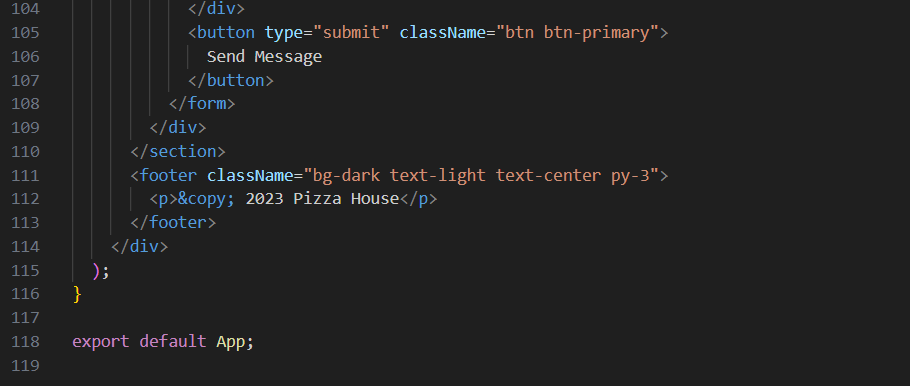 104 </div>
105 <button type="submit" className="btn btn-primary">
106 Send Message
107 </button>
108 </form>
109 </div>
110 </section>
111 <footer className="bg-dark text-light text-center py-3">
112 <p>&copy; 2023 Pizza House</p>
113 </footer>
114 </div>
115 );
116 }
117
118 export default App;
119